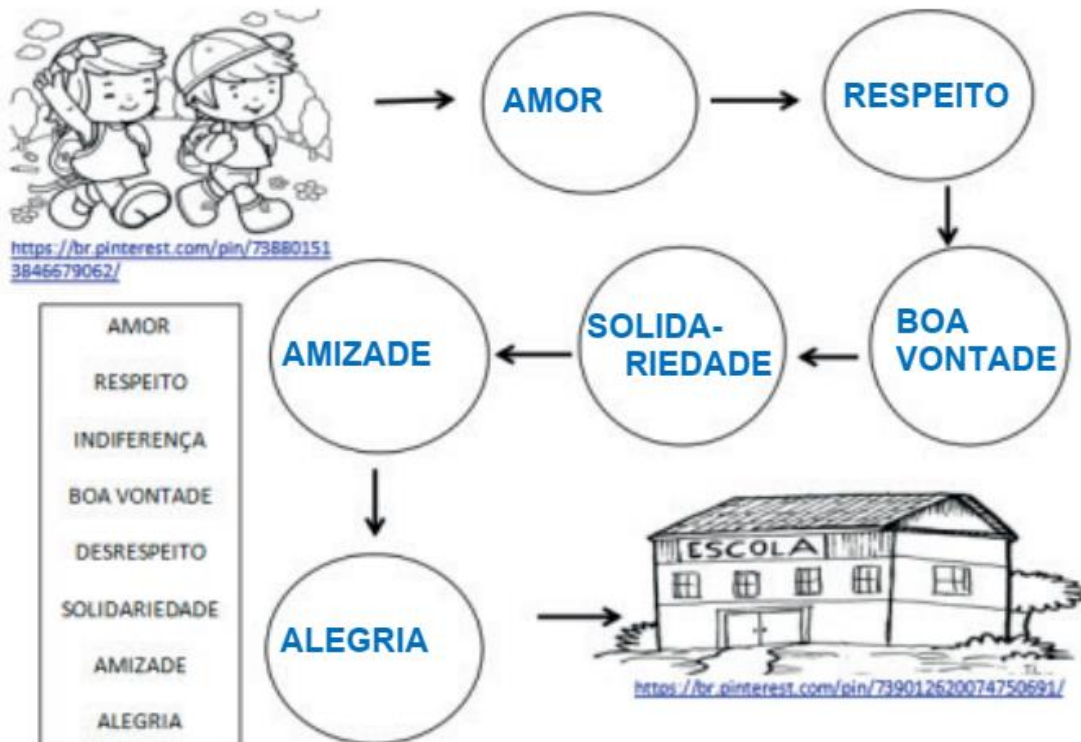 AMOR
RESPEITO
https://br.pinterest.com/pin/73880151
3846679062/
AMIZADE
SOLIDA-
RIEDADE
BOA
VONTADE
AMOR
RESPEITO
INDIFERENÇA
BOA VONTADE
DESRESPEITO
SOLIDARIEDADE
AMIZADE
ALEGRIA
ALEGRIA
ESCOLA
https://br.pinterest.com/pin/739012620074750691/